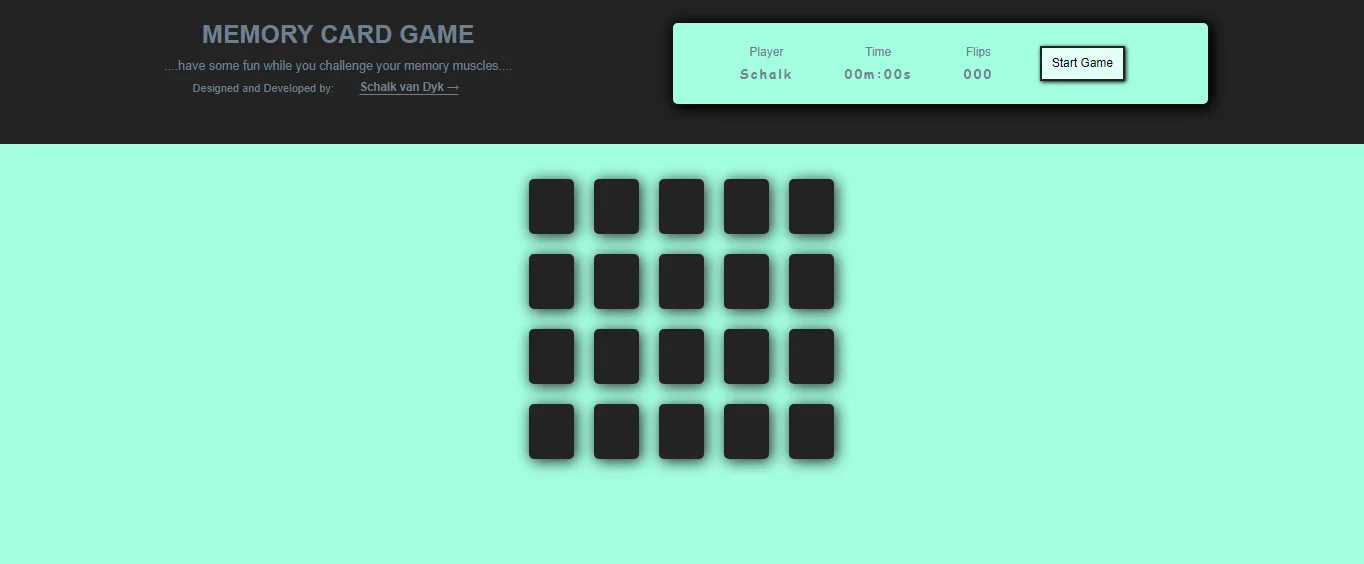 MEMORY CARD GAME
....have some fun while you challenge your memory muscles....
Designed and Developed by: Schalk van Dyk →
Player Time Flips
Schalk 00m:00s 000
Start Game